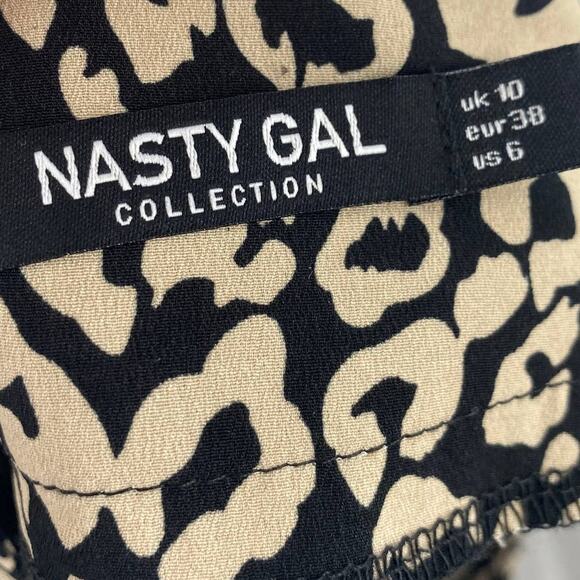 NASTY GAL
COLLECTION
uk 10
eur 38
us 6